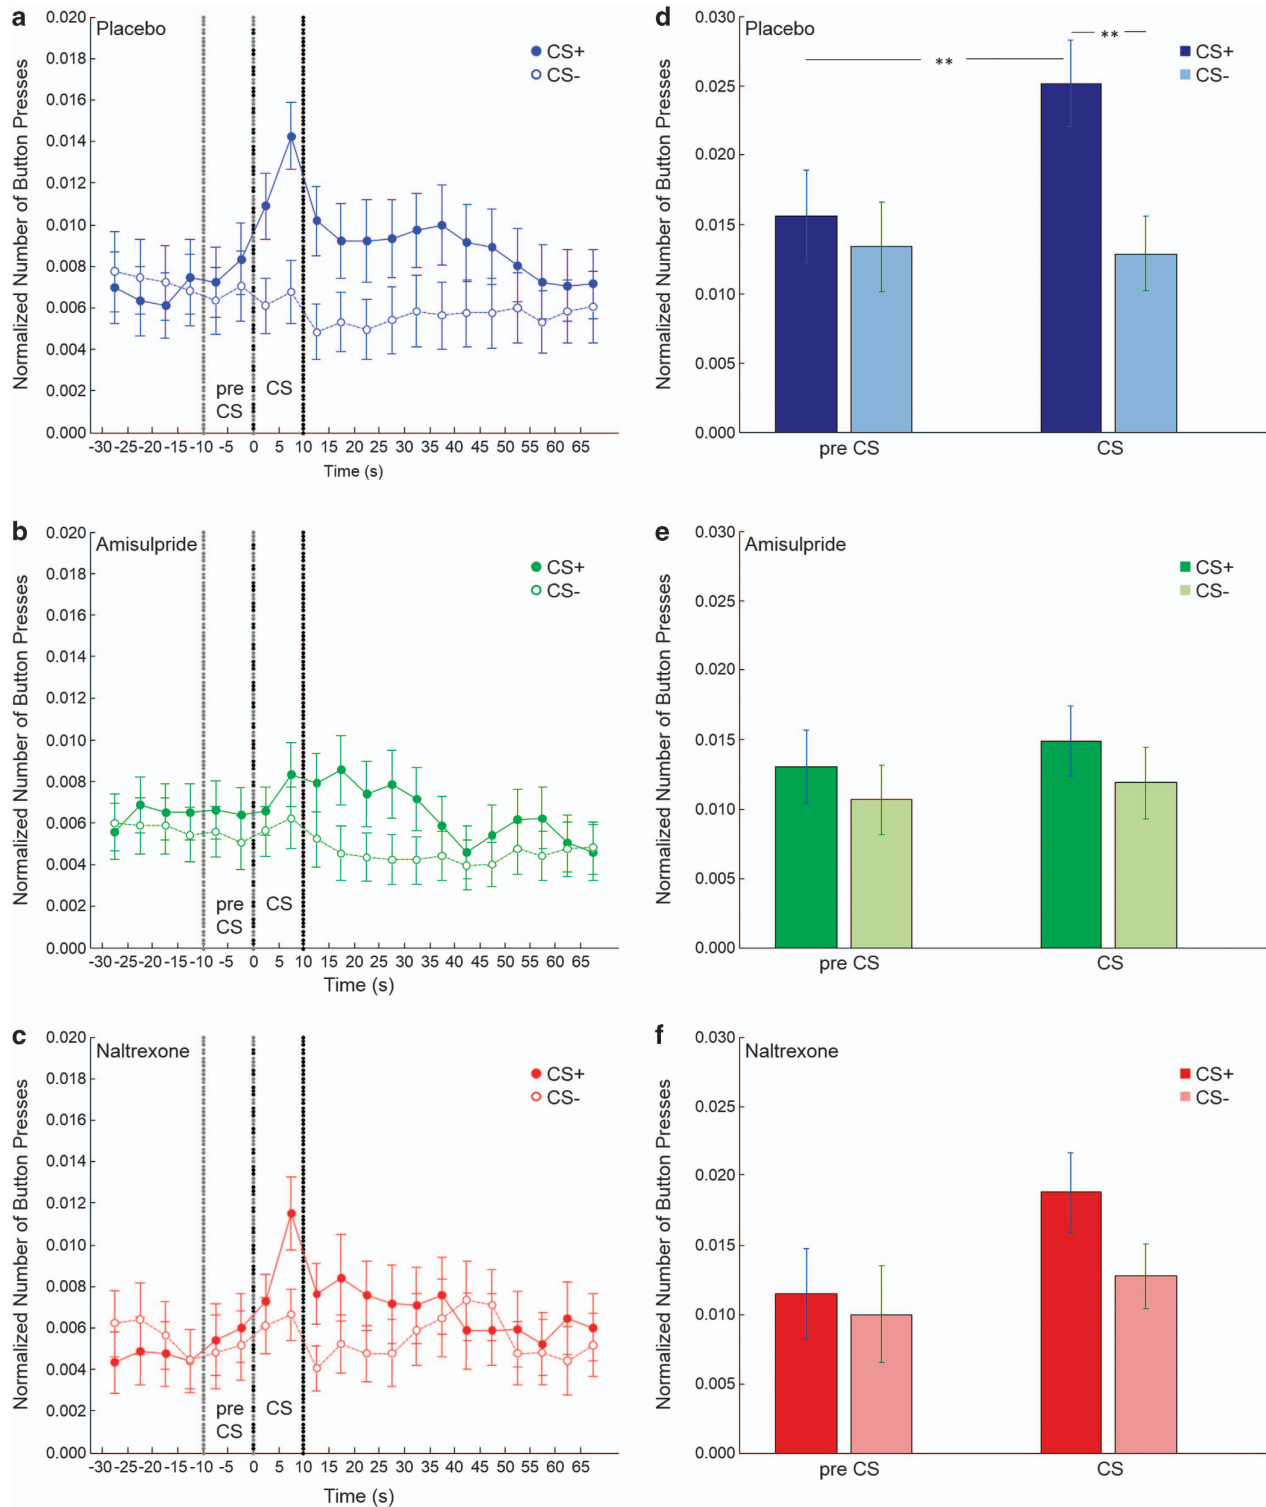 a
Placebo
CS+
CS-
Normalized Number of Button Presses
0.020
0.018
0.016
0.014
0.012
0.010
0.008
0.006
0.004
0.002
0.000
pre
CS
CS
-30 -25 -20 -15 -10 -5 0 5 10 15 20 25 30 35 40 45 50 55 60 65
Time (s)
d
Placebo
CS+
CS-
**
**
Normalized Number of Button Presses
0.030
0.025
0.020
0.015
0.010
0.005
0.000
pre CS
CS
b
Amisulpride
CS+
CS-
Normalized Number of Button Presses
0.020
0.018
0.016
0.014
0.012
0.010
0.008
0.006
0.004
0.002
0.000
pre
CS
CS
-30 -25 -20 -15 -10 -5 0 5 10 15 20 25 30 35 40 45 50 55 60 65
Time (s)
e
Amisulpride
CS+
CS-
Normalized Number of Button Presses
0.030
0.025
0.020
0.015
0.010
0.005
0.000
pre CS
CS
c
Naltrexone
CS+
CS-
Normalized Number of Button Presses
0.020
0.018
0.016
0.014
0.012
0.010
0.008
0.006
0.004
0.002
0.000
pre
CS
CS
-30 -25 -20 -15 -10 -5 0 5 10 15 20 25 30 35 40 45 50 55 60 65
Time (s)
f
Naltrexone
CS+
CS-
Normalized Number of Button Presses
0.030
0.025
0.020
0.015
0.010
0.005
0.000
pre CS
CS